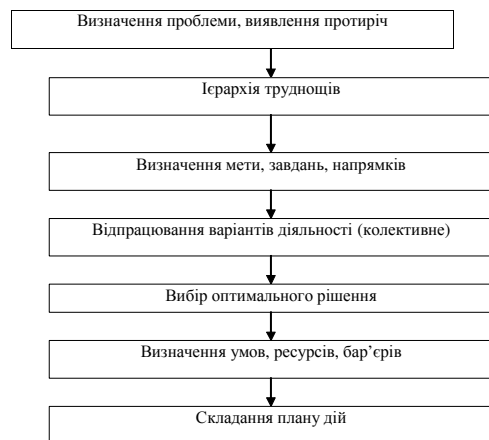 Визначення проблеми, виявлення протиріч
Ієрархія труднощів
Визначення мети, завдань, напрямків
Відпрацювання варіантів діяльності (колективне)
Вибір оптимального рішення
Визначення умов, ресурсів, бар’єрів
Складання плану дій